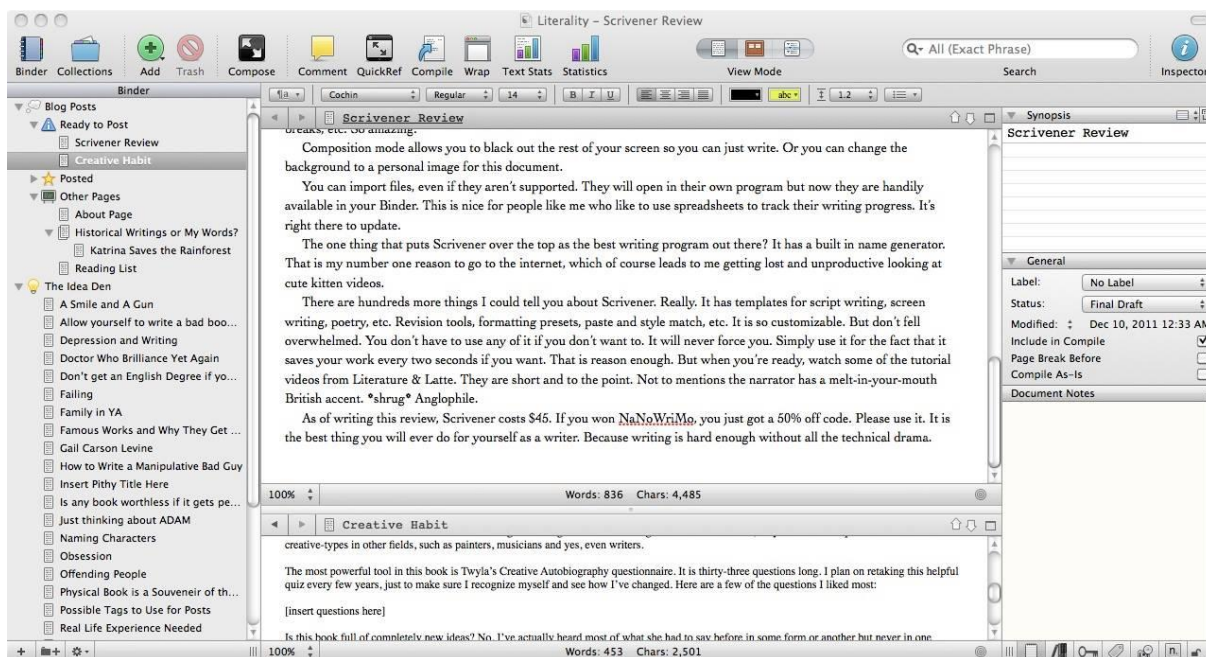 Literality – Scrivener Review
Binder Collections Add Trash Compose Comment QuickRef Compile Wrap Text Stats Statistics View Mode Search Inspector
All (Exact Phrase)
Binder
Cochin Regular 14 B I U abc 1.2
Blog Posts
Ready to Post
Scrivener Review
Creative Habit
Posted
Other Pages
About Page
Historical Writings or My Words?
Katrina Saves the Rainforest
Reading List
The Idea Den
A Smile and A Gun
Allow yourself to write a bad boo...
Depression and Writing
Doctor Who Brilliance Yet Again
Don't get an English Degree if yo...
Failing
Family in YA
Famous Works and Why They Get ...
Gail Carson Levine
How to Write a Manipulative Bad Guy
Insert Pithy Title Here
Is any book worthless if it gets pe...
Just thinking about ADAM
Naming Characters
Obsession
Offending People
Physical Book is a Souveneir of th...
Possible Tags to Use for Posts
Real Life Experience Needed
Scrivener Review
breaks, etc. So amazing.
Composition mode allows you to black out the rest of your screen so you can just write. Or you can change the
background to a personal image for this document.
You can import files, even if they aren't supported. They will open in their own program but now they are handily
available in your Binder. This is nice for people like me who like to use spreadsheets to track their writing progress. It's
right there to update.
The one thing that puts Scrivener over the top as the best writing program out there? It has a built in name generator.
That is my number one reason to go to the internet, which of course leads to me getting lost and unproductive looking at
cute kitten videos.
There are hundreds more things I could tell you about Scrivener. Really. It has templates for script writing, screen
writing, poetry, etc. Revision tools, formatting presets, paste and style match, etc. It is so customizable. But don't fell
overwhelmed. You don't have to use any of it if you don't want to. It will never force you. Simply use it for the fact that it
saves your work every two seconds if you want. That is reason enough. But when you're ready, watch some of the tutorial
videos from Literature & Latte. They are short and to the point. Not to mentions the narrator has a melt-in-your-mouth
British accent. *shrug* Anglophile.
As of writing this review, Scrivener costs $45. If you won NaNoWriMo, you just got a 50% off code. Please use it. It is
the best thing you will ever do for yourself as a writer. Because writing is hard enough without all the technical drama.
100% Words: 836 Chars: 4,485
Creative Habit
creative-types in other fields, such as painters, musicians and yes, even writers.
The most powerful tool in this book is Twyla's Creative Autobiography questionnaire. It is thirty-three questions long. I plan on retaking this helpful
quiz every few years, just to make sure I recognize myself and see how I've changed. Here are a few of the questions I liked most:
[insert questions here]
Is this book full of completely new ideas? No. I've actually heard most of what she had to say before in some form or another but never in one
100% Words: 453 Chars: 2,501
Synopsis
Scrivener Review
General
Label: No Label
Status: Final Draft
Modified: Dec 10, 2011 12:33 AM
Include in Compile
Page Break Before
Compile As-Is
Document Notes
n.